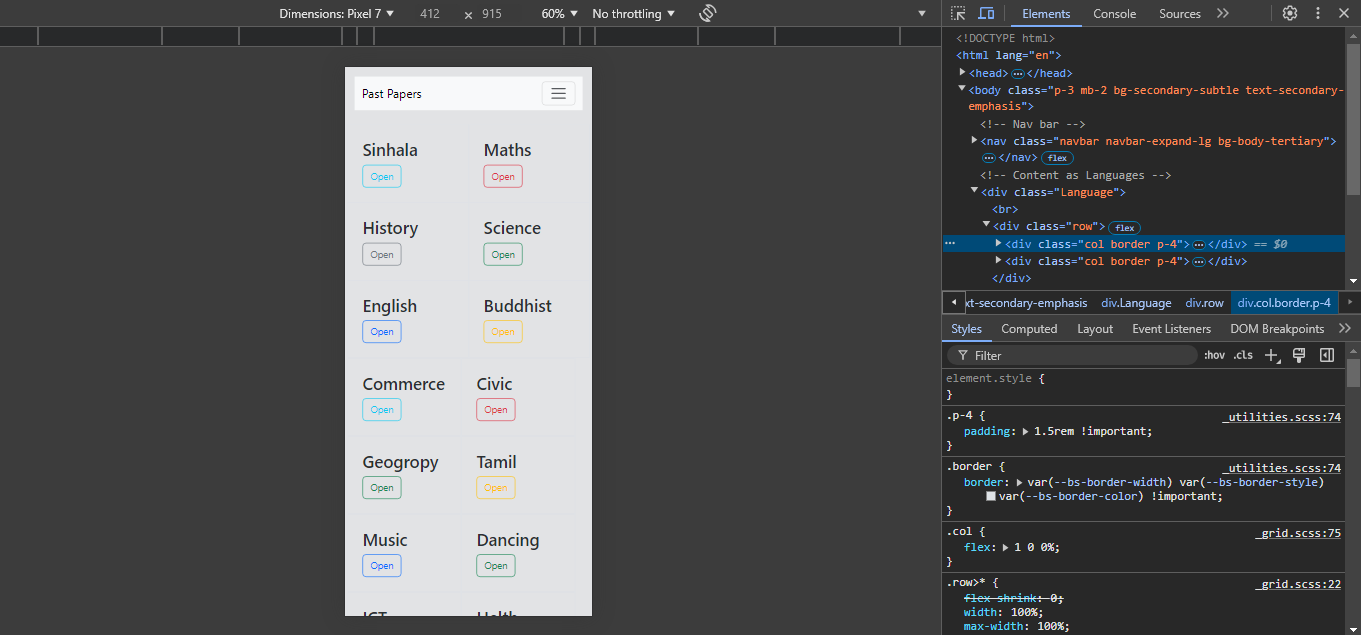 Dimensions: Pixel 7 ▼ 412 × 915 60% ▼ No throttling ▼
Elements Console Sources
Past Papers
Sinhala Maths
Open Open
History Science
Open Open
English Buddhist
Open Open
Commerce Civic
Open Open
Geogropy Tamil
Open Open
Music Dancing
Open Open
<!DOCTYPE html>
<html lang="en">
<head> ⋯ </head>
<body class="p-3 mb-2 bg-secondary-subtle text-secondary-
emphasis">
<!-- Nav bar -->
<nav class="navbar navbar-expand-lg bg-body-tertiary">
⋯ </nav> flex
<!-- Content as Languages -->
<div class="Language">
<br>
<div class="row"> flex
⋯ <div class="col border p-4"> ⋯ </div> == $0
<div class="col border p-4"> ⋯ </div>
</div>
xt-secondary-emphasis div.Language div.row div.col.border.p-4
Styles Computed Layout Event Listeners DOM Breakpoints
Filter :hov .cls
element.style {
}
.p-4 { _utilities.scss:74
padding: 1.5rem !important;
}
.border { _utilities.scss:74
border: var(--bs-border-width) var(--bs-border-style)
var(--bs-border-color) !important;
}
.col { _grid.scss:75
flex: 1 0 0%;
}
.row>* { _grid.scss:22
flex-shrink: 0;
width: 100%;
max-width: 100%;